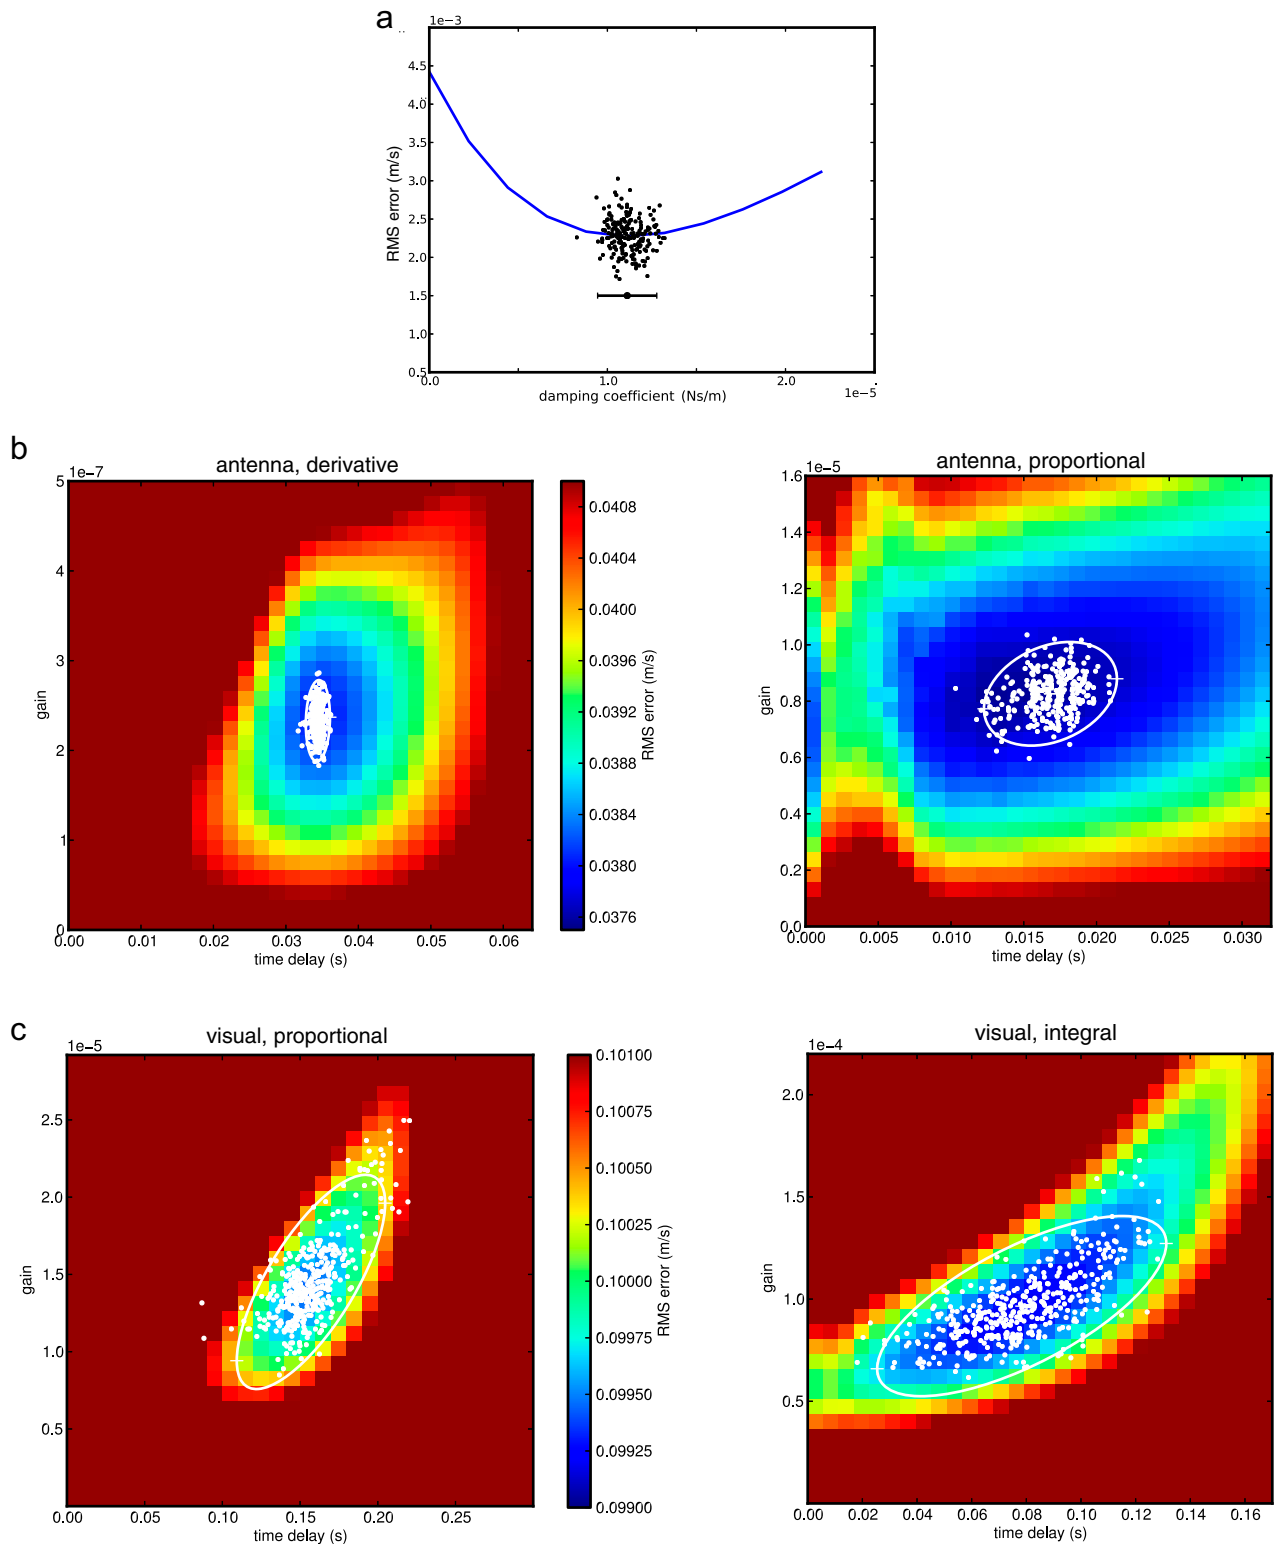 a
1e−3
4.5
4.0
3.5
3.0
2.5
2.0
1.5
1.0
0.5
RMS error (m/s)
0.0 1.0 2.0
damping coefficient (Ns/m)
1e−5
b
antenna, derivative
1e−7
5
4
3
2
1
0
gain
0.00 0.01 0.02 0.03 0.04 0.05 0.06
time delay (s)
0.0408
0.0404
0.0400
0.0396
0.0392
0.0388
0.0384
0.0380
0.0376
RMS error (m/s)
antenna, proportional
1e−5
1.6
1.4
1.2
1.0
0.8
0.6
0.4
0.2
0.0
gain
0.000 0.005 0.010 0.015 0.020 0.025 0.030
time delay (s)
c
visual, proportional
1e−5
2.5
2.0
1.5
1.0
0.5
gain
0.00 0.05 0.10 0.15 0.20 0.25
time delay (s)
0.10100
0.10075
0.10050
0.10025
0.10000
0.09975
0.09950
0.09925
0.09900
RMS error (m/s)
visual, integral
1e−4
2.0
1.5
1.0
0.5
gain
0.00 0.02 0.04 0.06 0.08 0.10 0.12 0.14 0.16
time delay (s)